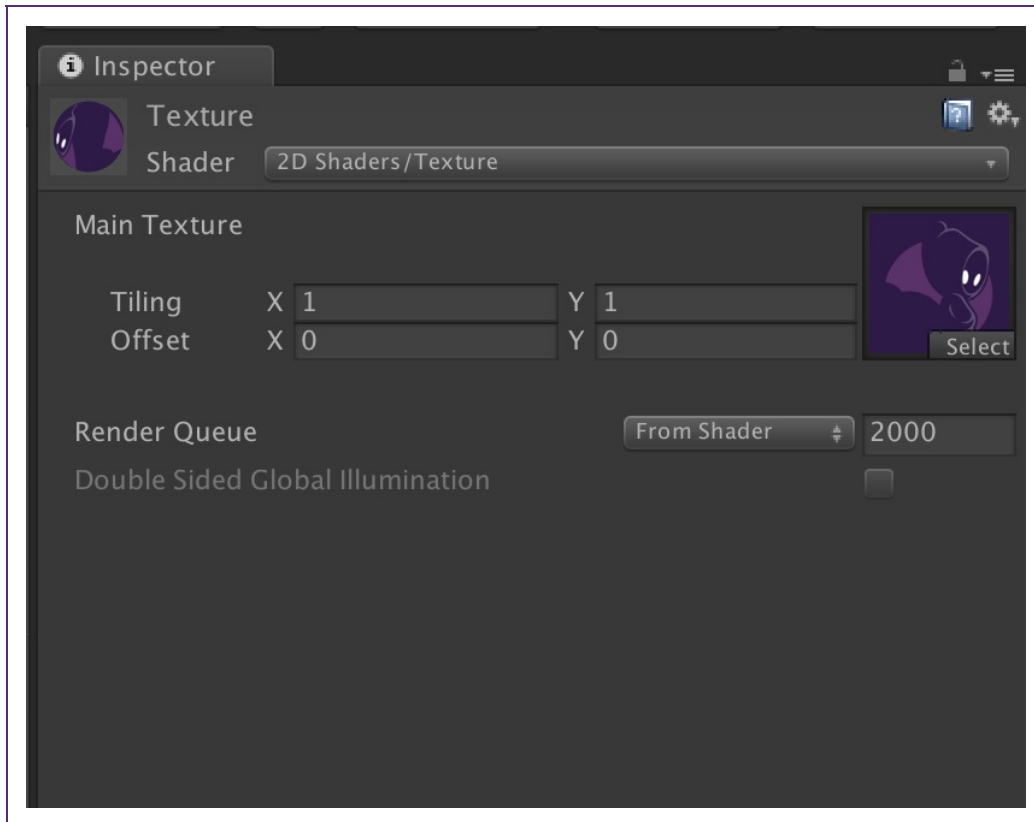 Inspector
Texture
Shader 2D Shaders/Texture
Main Texture
Tiling X 1 Y 1
Offset X 0 Y 0
Select
Render Queue From Shader 2000
Double Sided Global Illumination